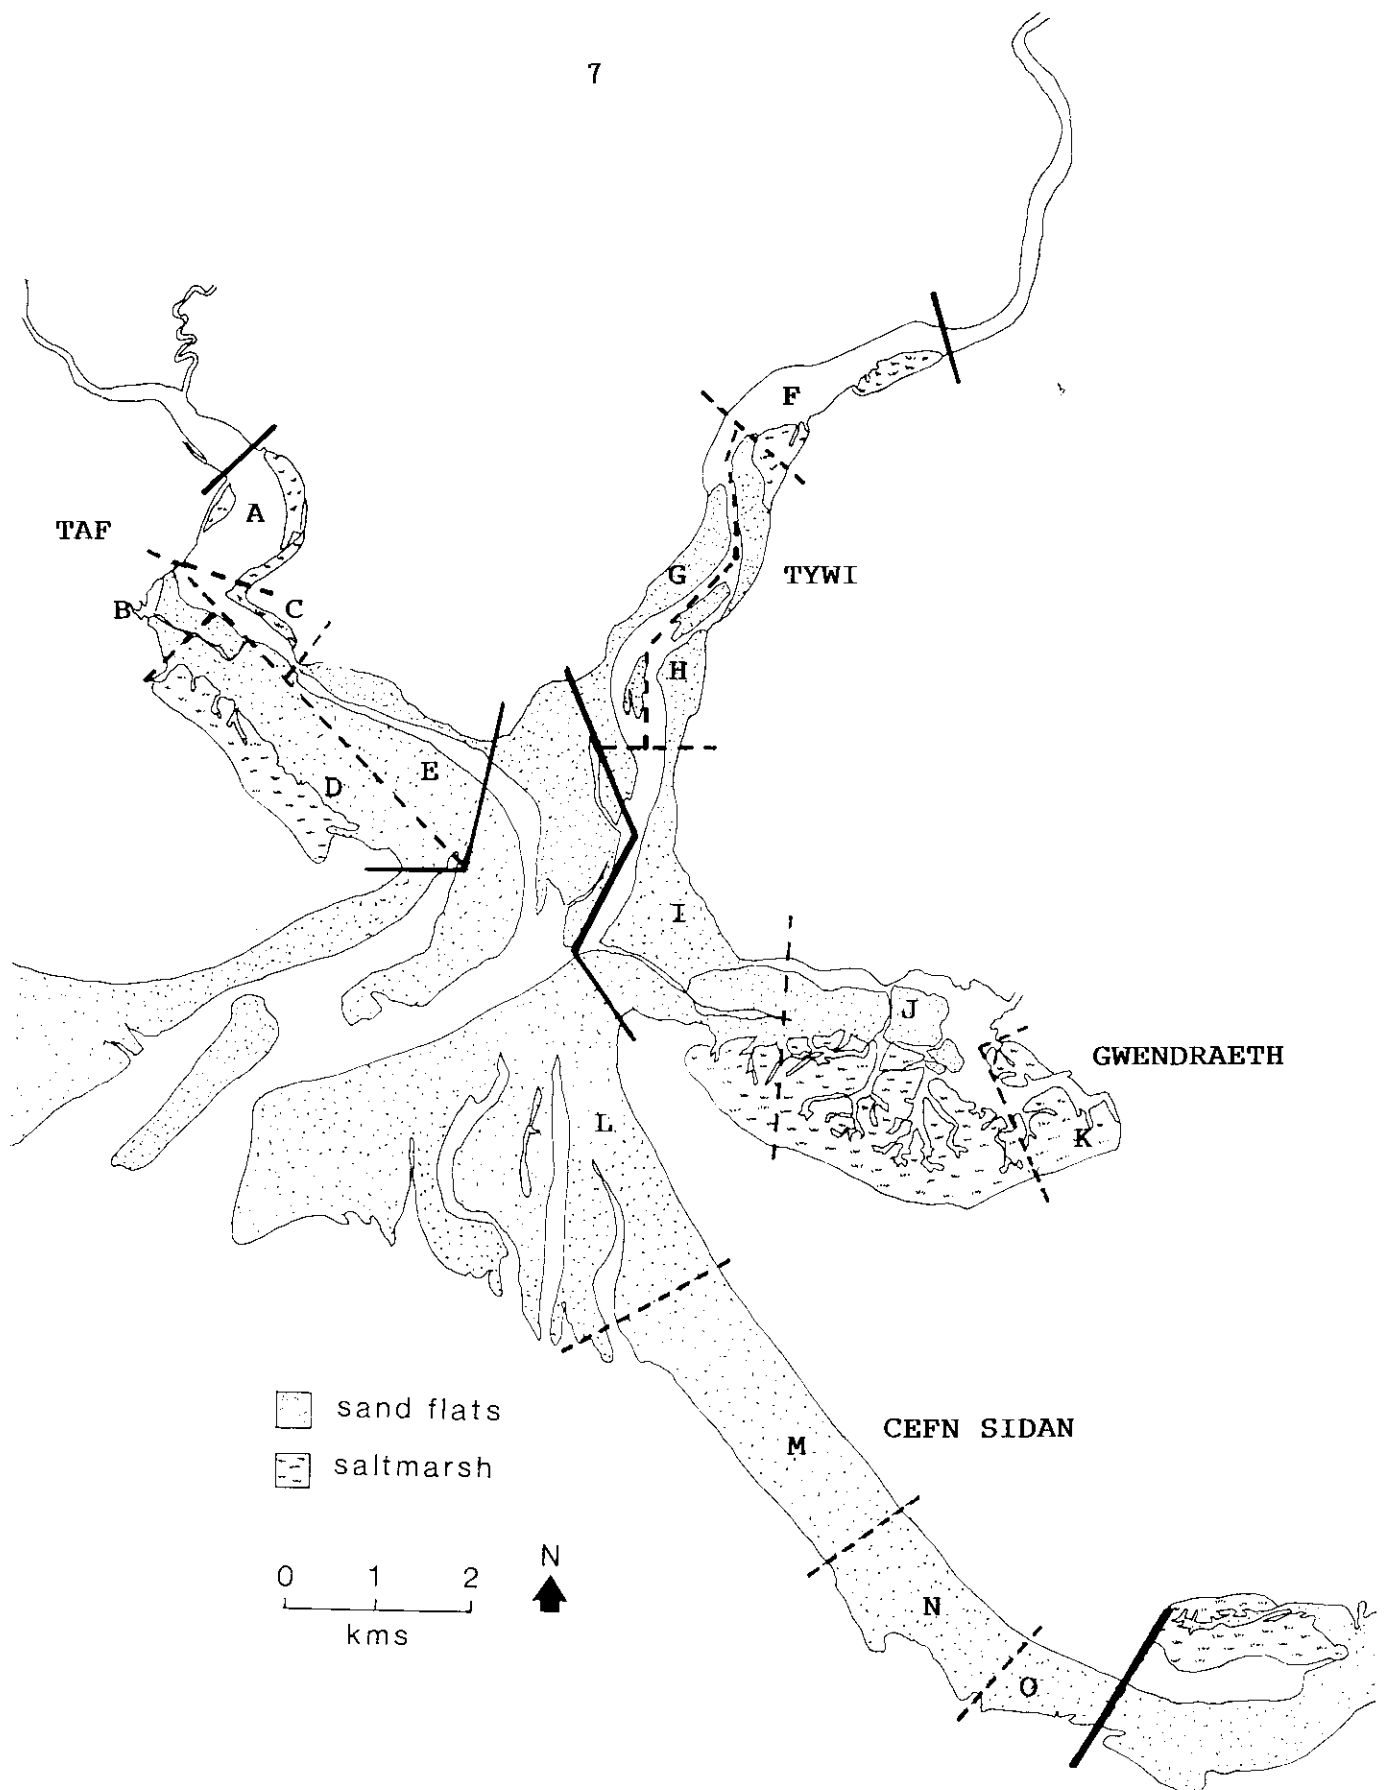 7
F
A
TAF
G
TYWI
B
C
H
E
D
I
J
GWENDRAETH
L
K
sand flats
CEFN SIDAN
M
saltmarsh
N
0 1 2
kms
N
O